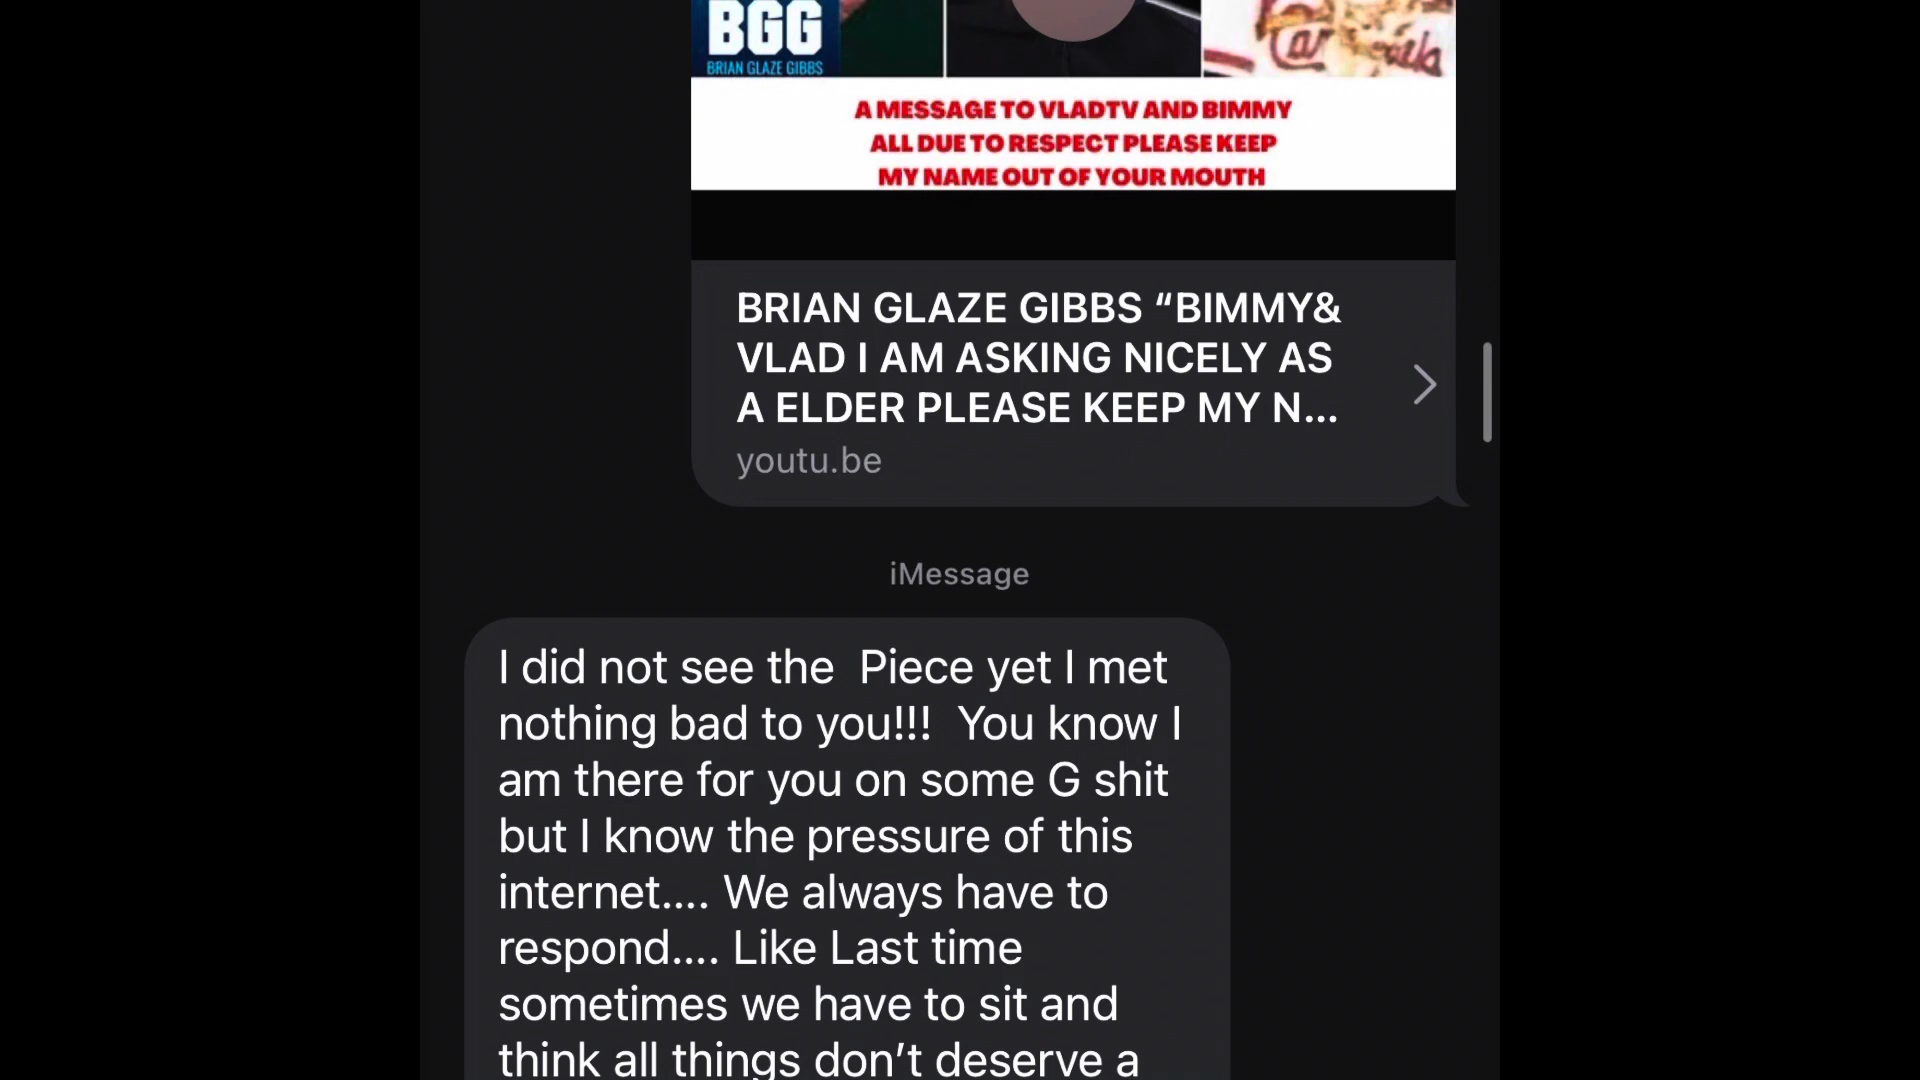 BGG
BRIAN GLAZE GIBBS
A MESSAGE TO VLADTV AND BIMMY
ALL DUE TO RESPECT PLEASE KEEP
MY NAME OUT OF YOUR MOUTH
BRIAN GLAZE GIBBS “BIMMY&
VLAD I AM ASKING NICELY AS
A ELDER PLEASE KEEP MY N...
youtu.be
iMessage
I did not see the  Piece yet I met
nothing bad to you!!!  You know I
am there for you on some G shit
but I know the pressure of this
internet.... We always have to
respond.... Like Last time
sometimes we have to sit and
think all things don’t deserve a